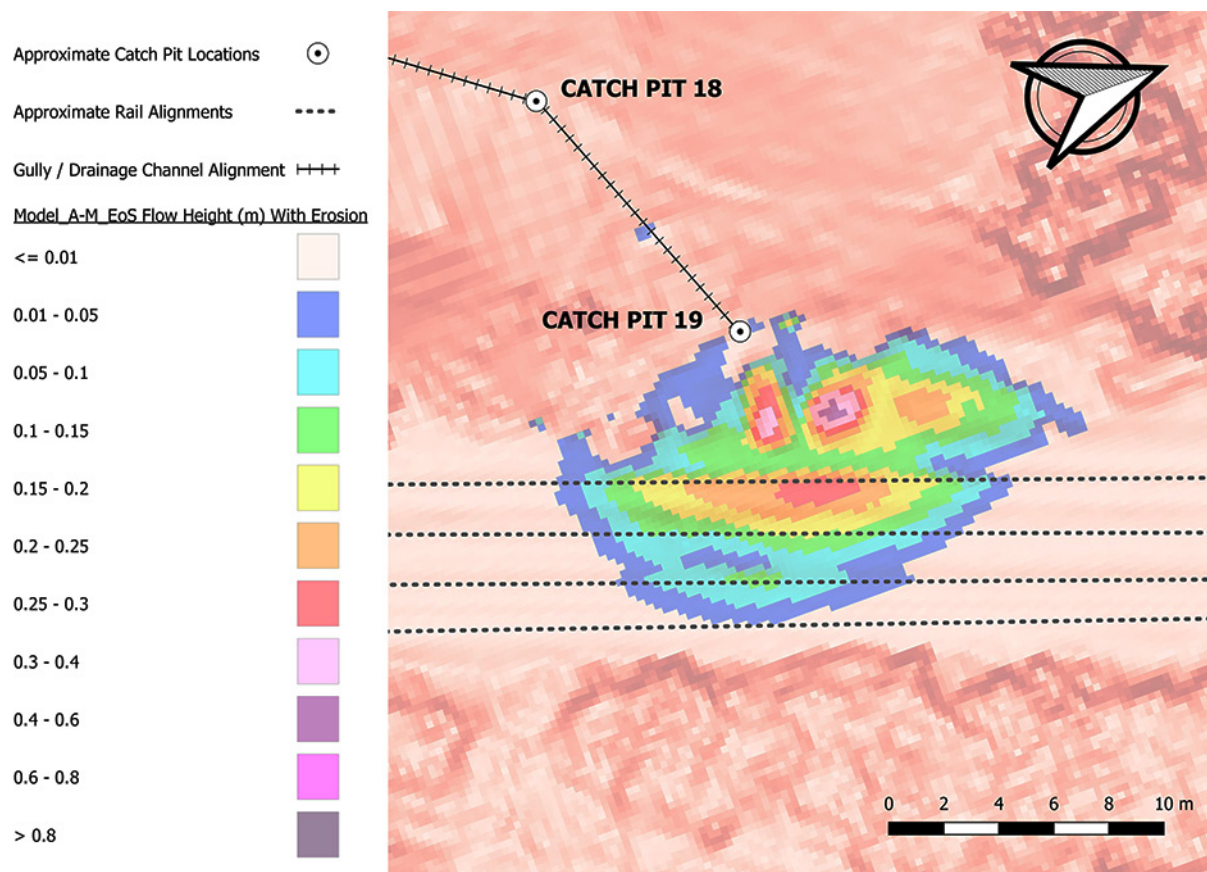 Approximate Catch Pit Locations
Approximate Rail Alignments
Gully / Drainage Channel Alignment
Model_A-M_EoS Flow Height (m) With Erosion
<= 0.01
0.01 - 0.05
0.05 - 0.1
0.1 - 0.15
0.15 - 0.2
0.2 - 0.25
0.25 - 0.3
0.3 - 0.4
0.4 - 0.6
0.6 - 0.8
> 0.8
CATCH PIT 18
CATCH PIT 19
0 2 4 6 8 10 m